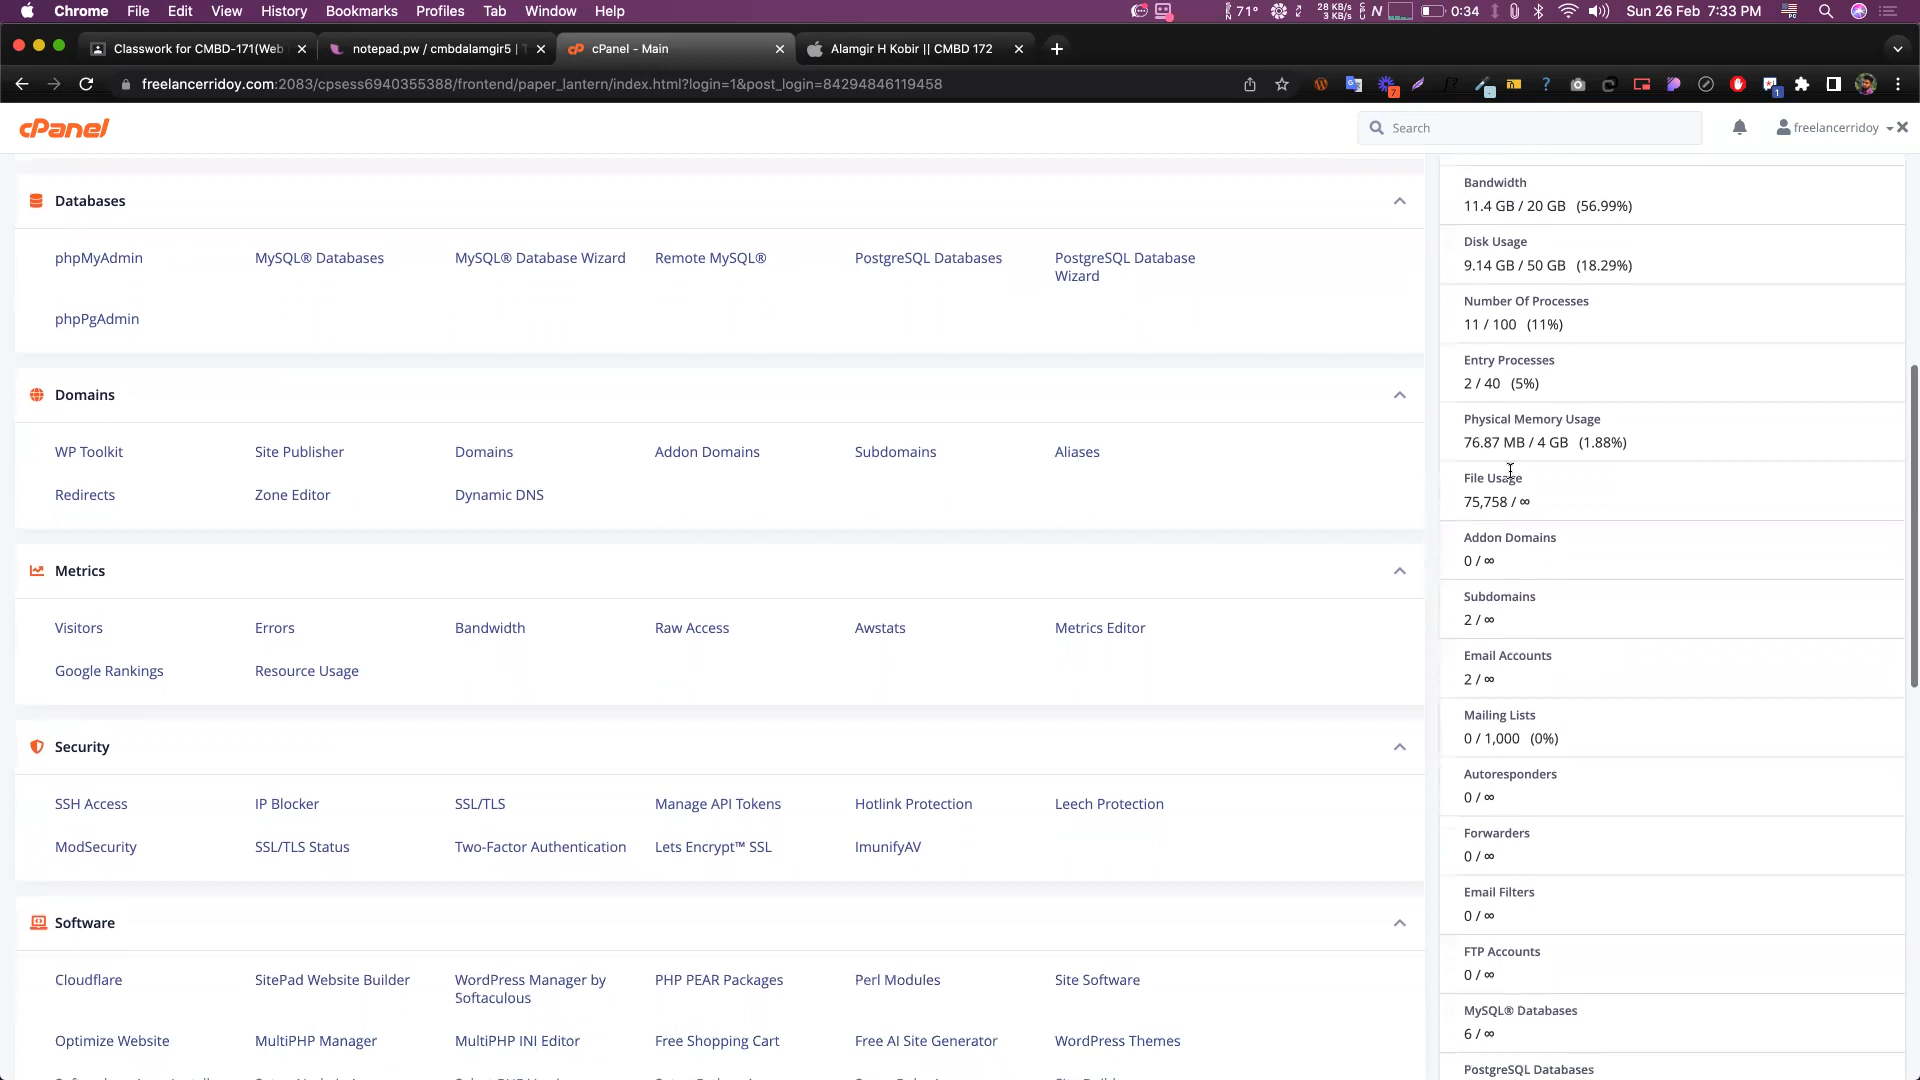 Chrome File Edit View History Bookmarks Profiles Tab Window Help 71° 28 KB/s 3 KB/s 0:34 Sun 26 Feb 7:33 PM
Classwork for CMBD-171(Web notepad.pw / cmbdalamgir5 | cPanel - Main Alamgir H Kobir || CMBD 172
freelancerridoy.com:2083/cpsess6940355388/frontend/paper_lantern/index.html?login=1&post_login=84294846119458
cPanel Search freelancerridoy
Databases
phpMyAdmin MySQL® Databases MySQL® Database Wizard Remote MySQL® PostgreSQL Databases PostgreSQL Database
Wizard
phpPgAdmin
Domains
WP Toolkit Site Publisher Domains Addon Domains Subdomains Aliases
Redirects Zone Editor Dynamic DNS
Metrics
Visitors Errors Bandwidth Raw Access Awstats Metrics Editor
Google Rankings Resource Usage
Security
SSH Access IP Blocker SSL/TLS Manage API Tokens Hotlink Protection Leech Protection
ModSecurity SSL/TLS Status Two-Factor Authentication Lets Encrypt™ SSL ImunifyAV
Software
Cloudflare SitePad Website Builder WordPress Manager by PHP PEAR Packages Perl Modules Site Software
Softaculous
Optimize Website MultiPHP Manager MultiPHP INI Editor Free Shopping Cart Free AI Site Generator WordPress Themes
Bandwidth
11.4 GB / 20 GB (56.99%)
Disk Usage
9.14 GB / 50 GB (18.29%)
Number Of Processes
11 / 100 (11%)
Entry Processes
2 / 40 (5%)
Physical Memory Usage
76.87 MB / 4 GB (1.88%)
File Usage
75,758 / ∞
Addon Domains
0 / ∞
Subdomains
2 / ∞
Email Accounts
2 / ∞
Mailing Lists
0 / 1,000 (0%)
Autoresponders
0 / ∞
Forwarders
0 / ∞
Email Filters
0 / ∞
FTP Accounts
0 / ∞
MySQL® Databases
6 / ∞
PostgreSQL Databases